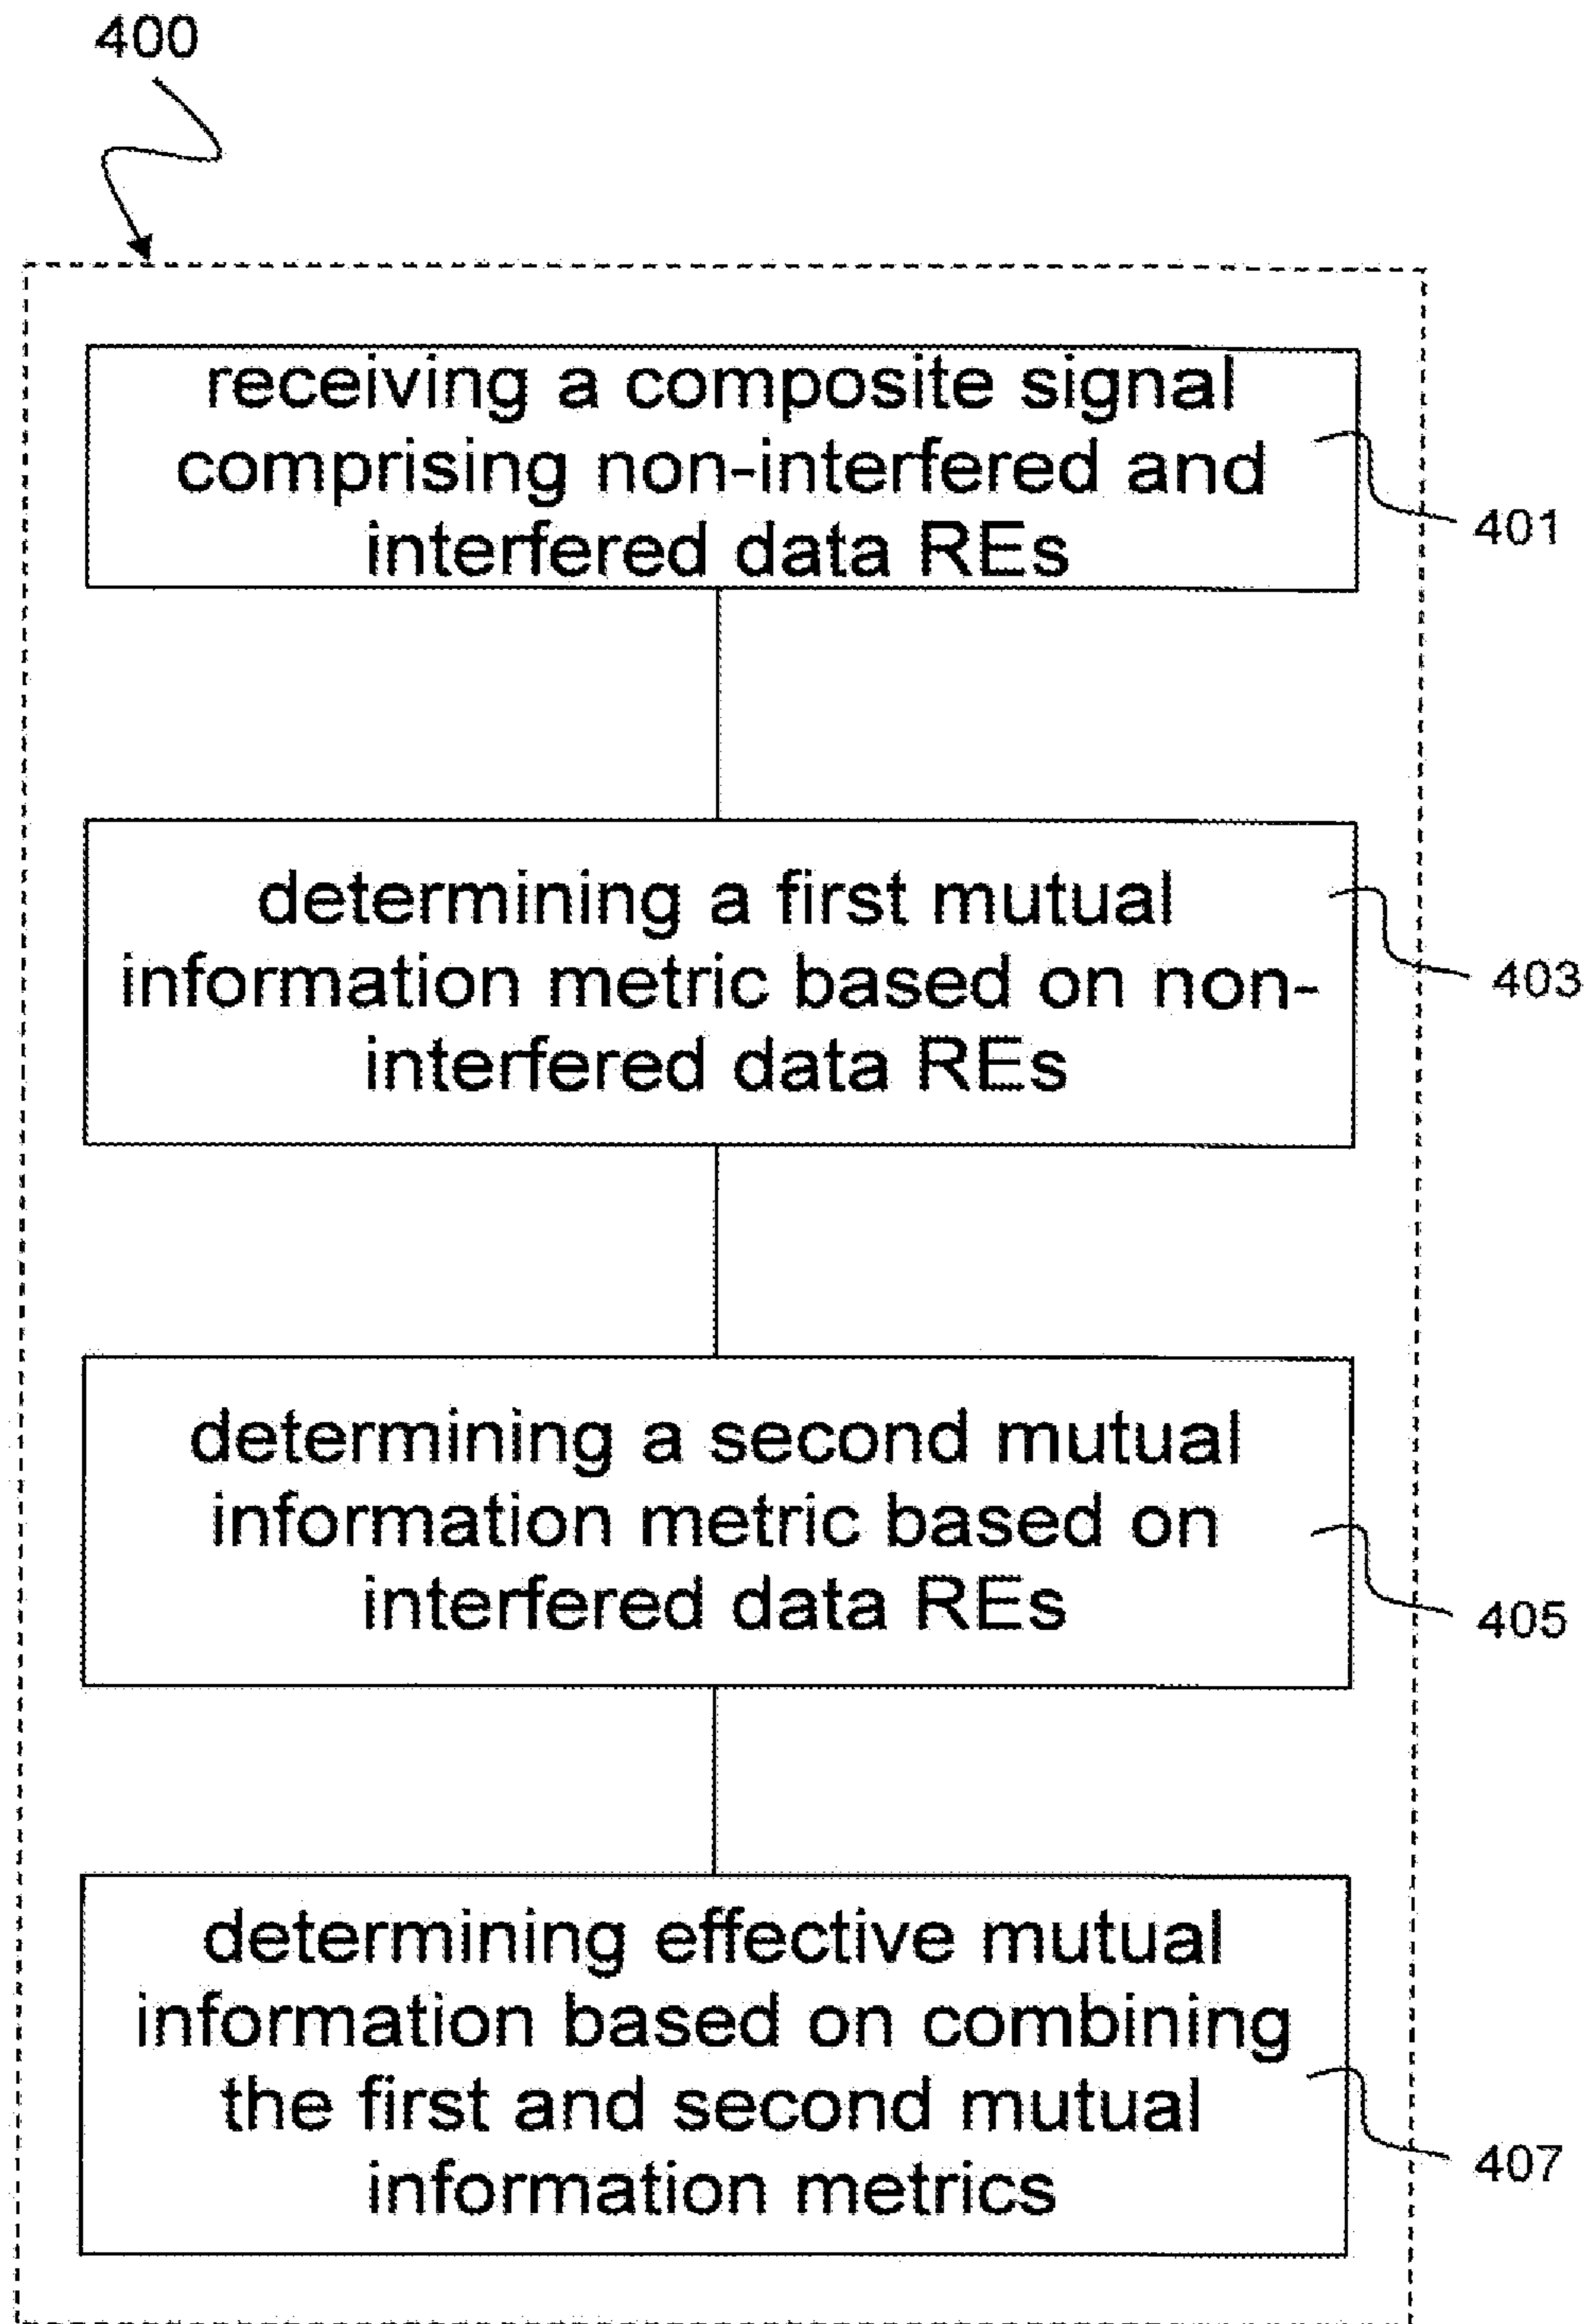 400
receiving a composite signal
comprising non-interfered and
interfered data REs
401
determining a first mutual
information metric based on non-
interfered data REs
403
determining a second mutual
information metric based on
interfered data REs
405
determining effective mutual
information based on combining
the first and second mutual
information metrics
407